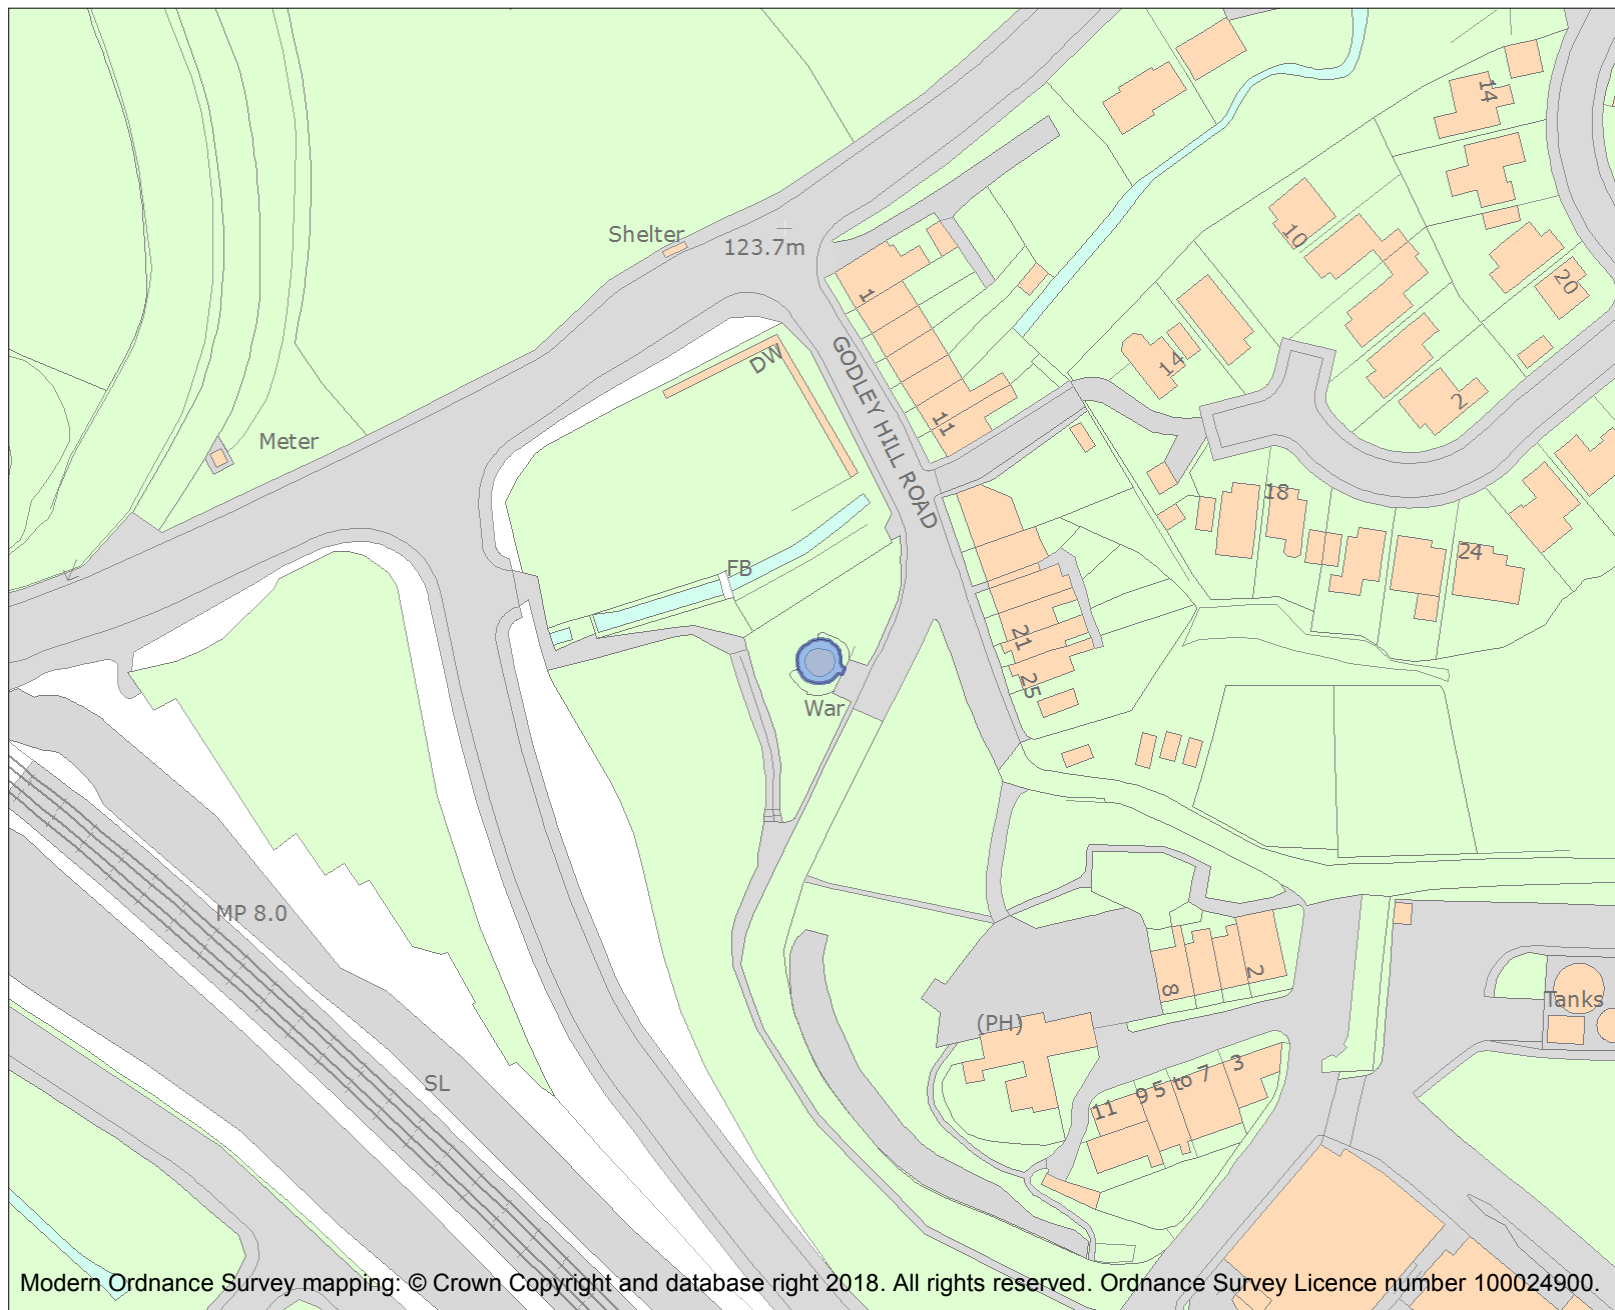 14
Shelter
123.7m
10
1
20
DW
GODLEY HILL ROAD
14
2
11
Meter
18
24
FB
21
25
War
MP 8.0
2
8
Tanks
(PH)
SL
3
5 to 7
9
11
Modern Ordnance Survey mapping: © Crown Copyright and database right 2018. All rights reserved. Ordnance Survey Licence number 100024900.